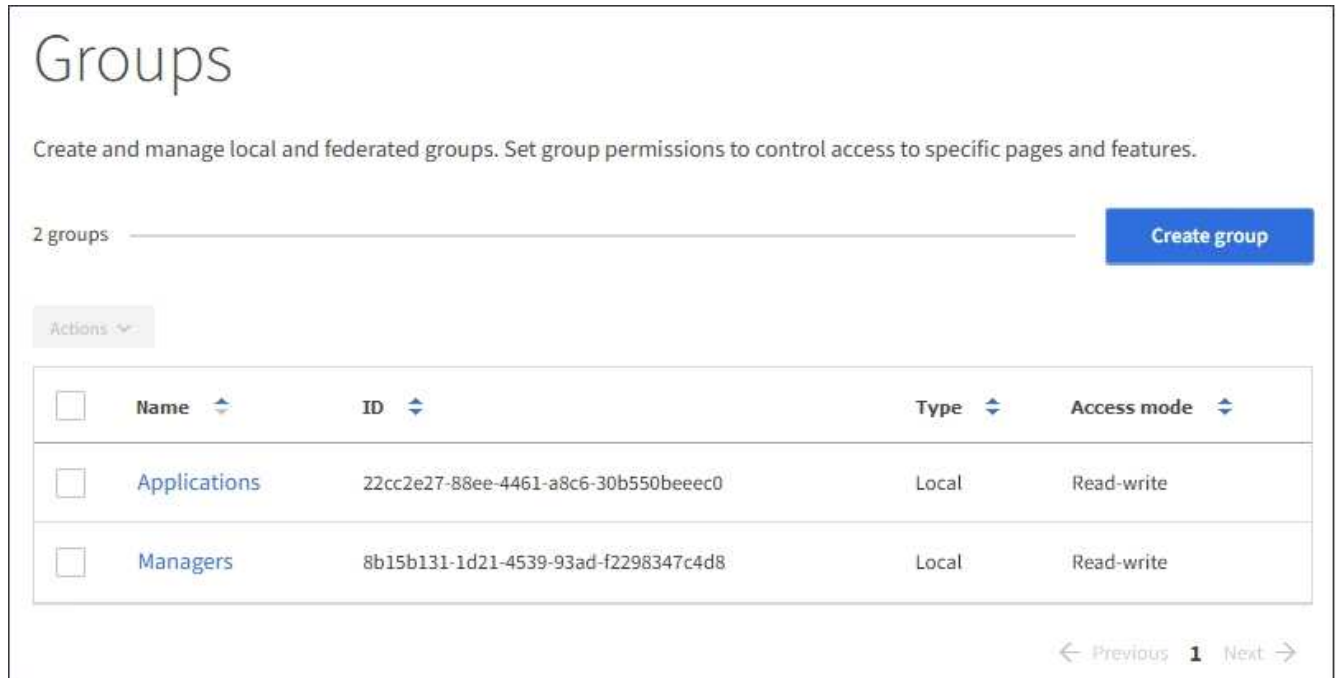 Groups
Create and manage local and federated groups. Set group permissions to control access to specific pages and features.
2 groups
Create group
Actions
Name ID Type Access mode
Applications 22cc2e27-88ee-4461-a8c6-30b550beeec0 Local Read-write
Managers 8b15b131-1d21-4539-93ad-f2298347c4d8 Local Read-write
← Previous 1 Next →